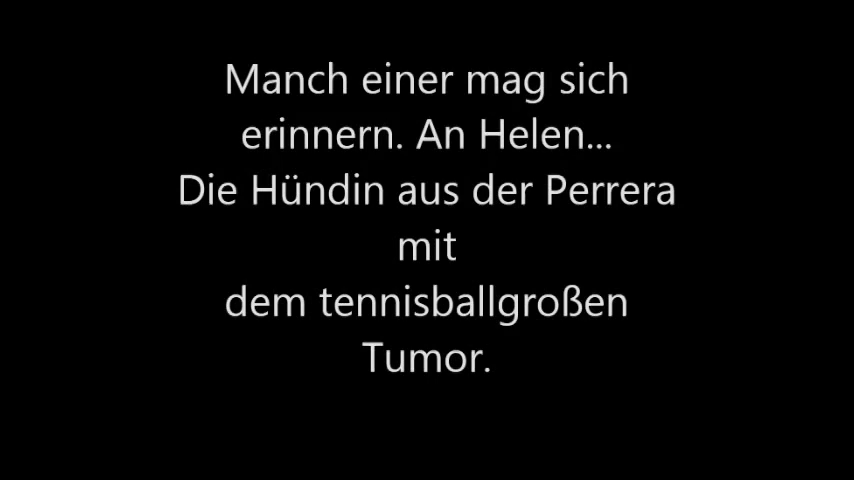 Manch einer mag sich
erinnern. An Helen...
Die Hündin aus der Perrera
mit
dem tennisballgroßen
Tumor.